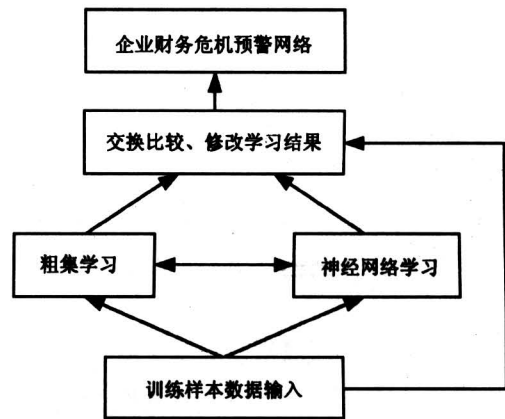 企业财务危机预警网络
交换比较、修改学习结果
粗集学习
神经网络学习
训练样本数据输入